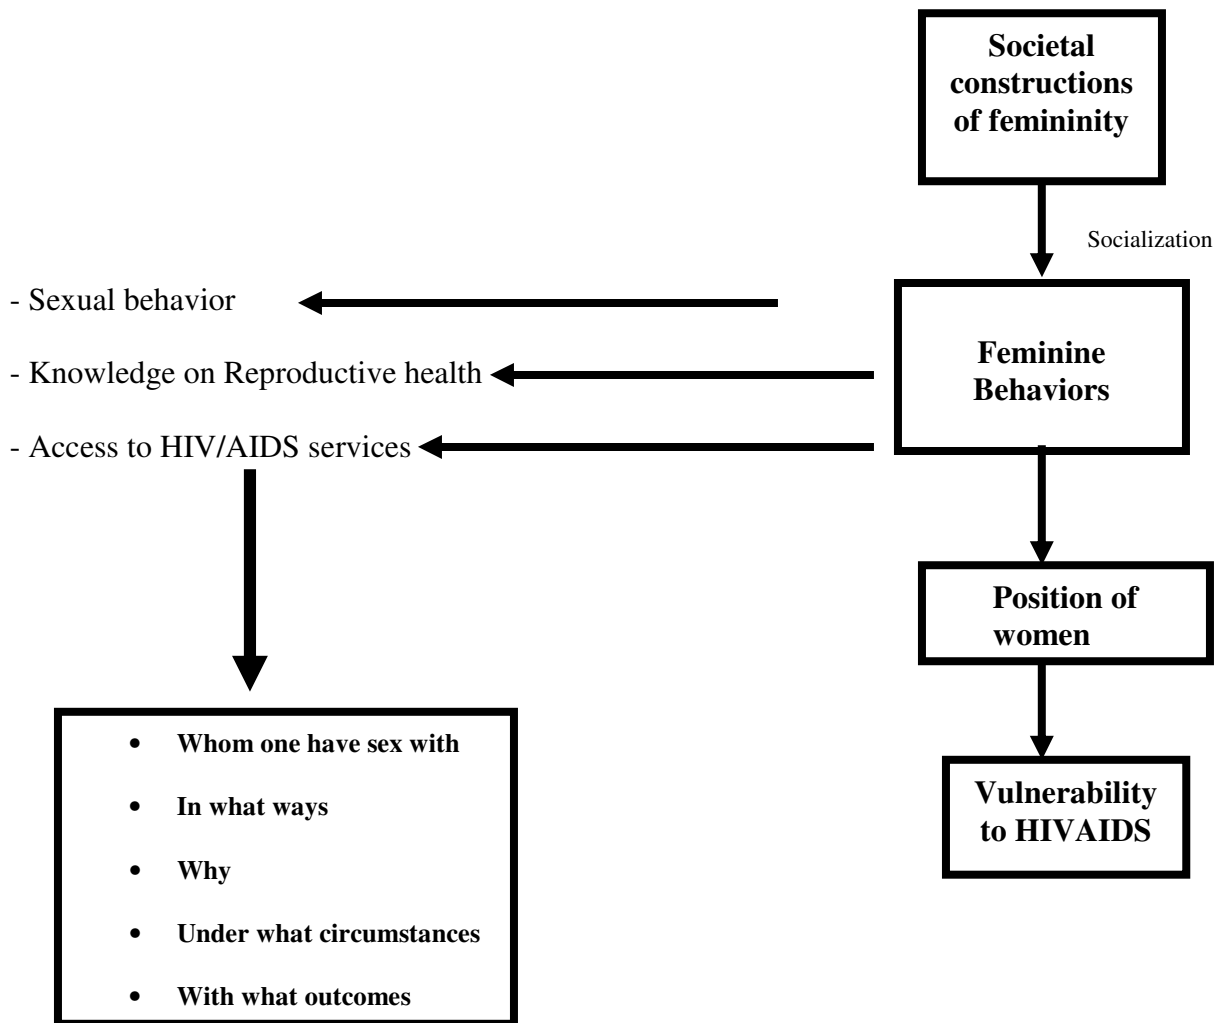 Societal
constructions
of femininity
Socialization
- Sexual behavior
- Knowledge on Reproductive health
- Access to HIV/AIDS services
Feminine
Behaviors
Position of
women
Vulnerability
to HIVAIDS
• Whom one have sex with
• In what ways
• Why
• Under what circumstances
• With what outcomes